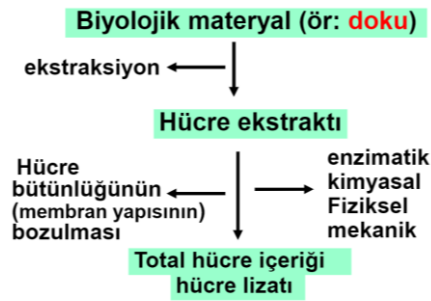 Biyolojik materyal (ör: doku)
ekstraksiyon
Hücre ekstraktı
Hücre
bütünlüğünün
(membran yapısının)
bozulması
enzimatik
kimyasal
Fiziksel
mekanik
Total hücre içeriği
hücre lizatı